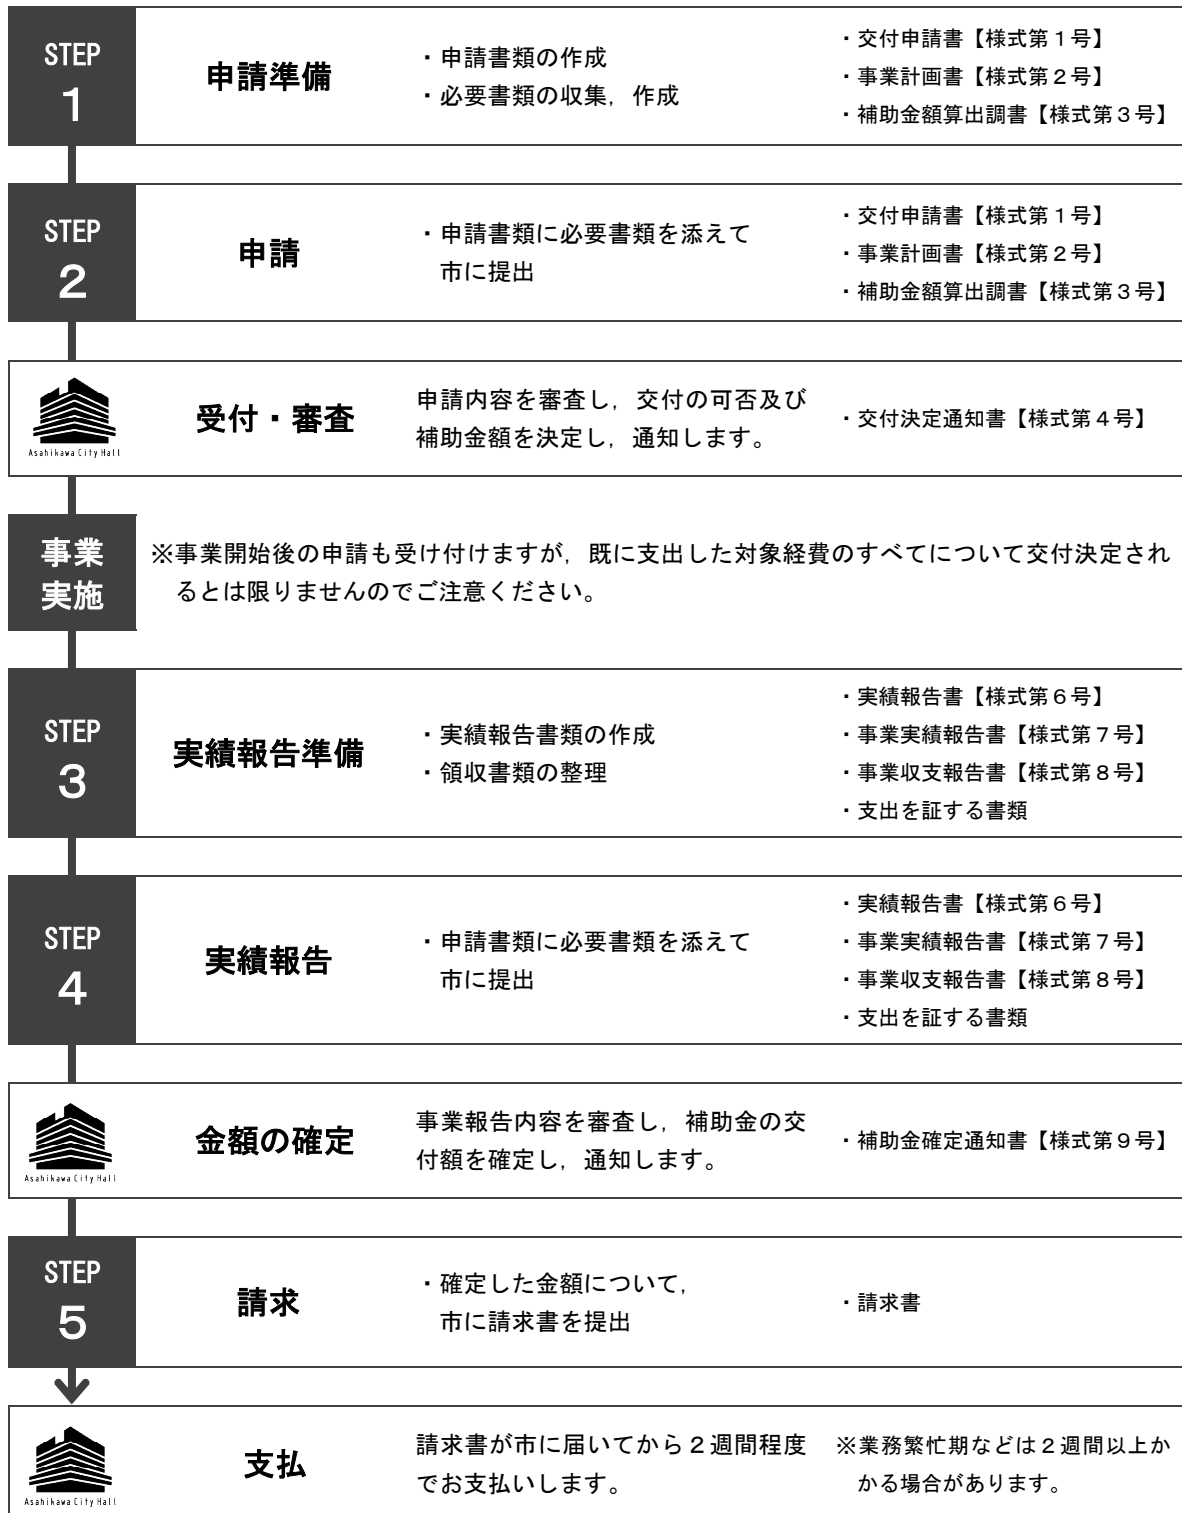 STEP
1
申請準備
・申請書類の作成
・必要書類の収集，作成
・交付申請書【様式第１号】
・事業計画書【様式第２号】
・補助金額算出調書【様式第３号】
STEP
2
申請
・申請書類に必要書類を添えて
市に提出
・交付申請書【様式第１号】
・事業計画書【様式第２号】
・補助金額算出調書【様式第３号】
Asahikawa City Hall
受付・審査
申請内容を審査し，交付の可否及び
補助金額を決定し，通知します。
・交付決定通知書【様式第４号】
事業
実施
※事業開始後の申請も受け付けますが，既に支出した対象経費のすべてについて交付決定され
るとは限りませんのでご注意ください。
STEP
3
実績報告準備
・実績報告書類の作成
・領収書類の整理
・実績報告書【様式第６号】
・事業実績報告書【様式第７号】
・事業収支報告書【様式第８号】
・支出を証する書類
STEP
4
実績報告
・申請書類に必要書類を添えて
市に提出
・実績報告書【様式第６号】
・事業実績報告書【様式第７号】
・事業収支報告書【様式第８号】
・支出を証する書類
Asahikawa City Hall
金額の確定
事業報告内容を審査し，補助金の交
付額を確定し，通知します。
・補助金確定通知書【様式第９号】
STEP
5
請求
・確定した金額について，
市に請求書を提出
・請求書
Asahikawa City Hall
支払
請求書が市に届いてから２週間程度
でお支払いします。
※業務繁忙期などは２週間以上か
かる場合があります。